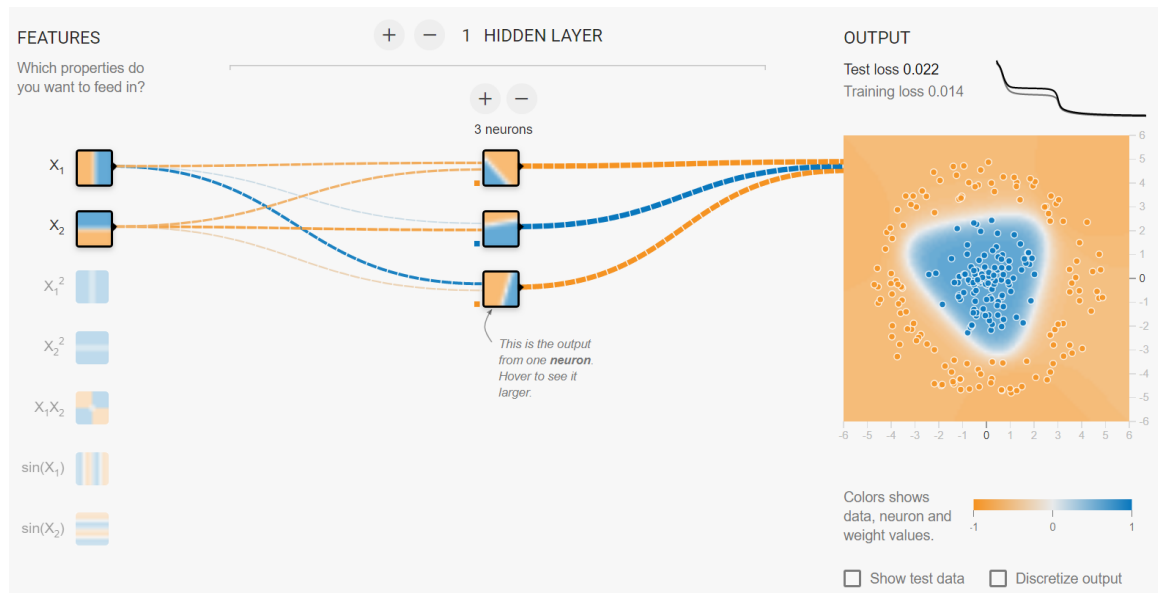 FEATURES
Which properties do
you want to feed in?
X1
X2
X1²
X2²
X1X2
sin(X1)
sin(X2)
+ − 1 HIDDEN LAYER
+ −
3 neurons
This is the output
from one neuron.
Hover to see it
larger.
OUTPUT
Test loss 0.022
Training loss 0.014
6
5
4
3
2
1
0
-1
-2
-3
-4
-5
-6
-6 -5 -4 -3 -2 -1 0 1 2 3 4 5 6
Colors shows
data, neuron and
weight values.
-1 0 1
Show test data
Discretize output